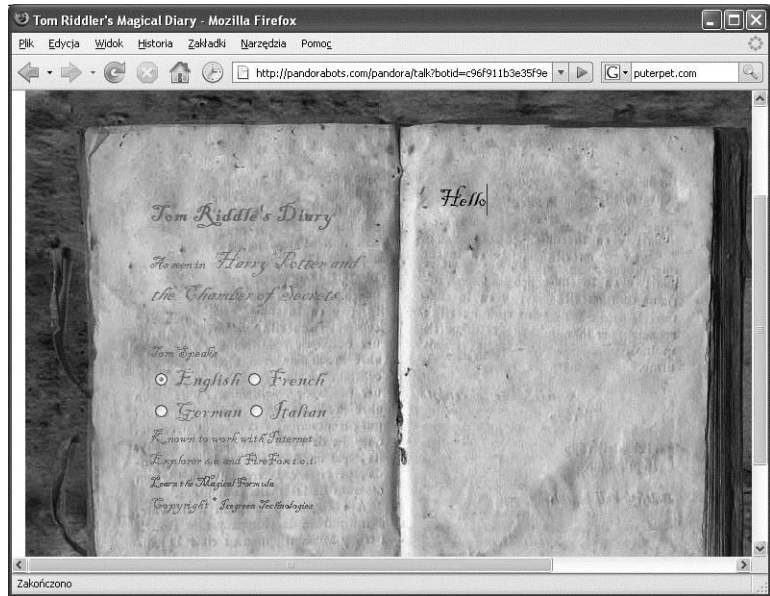 Tom Riddler's Magical Diary - Mozilla Firefox
Plik Edycja Widok Historia Zakładki Narzędzia Pomoc
http://pandorabots.com/pandora/talk?botid=c96f911b3e35f9e G puterpet.com
Hello
Tom Riddle's Diary
As seen in Harry Potter and
the Chamber of Secrets
Tom Speaks
English French
German Italian
Known to work with Internet
Explorer 6.0 and FireFox 1.0.1.
Learn the Magical Formula
Copyright © Icegreen Technologies
Zakończono